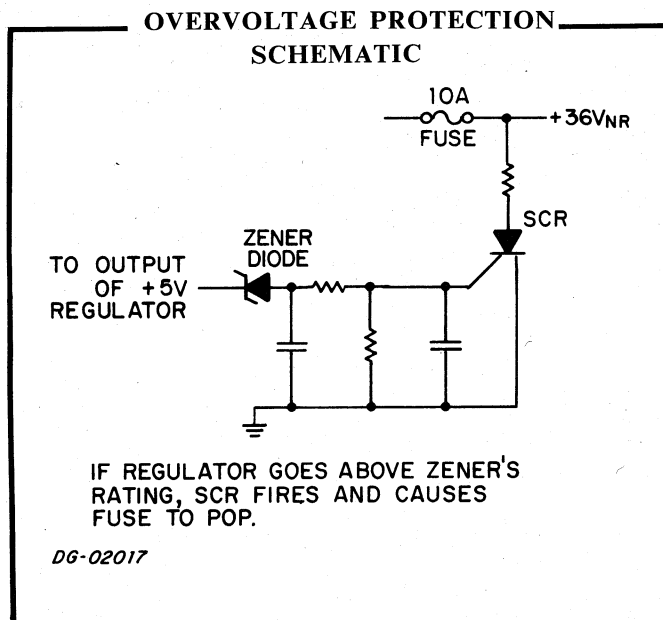 OVERVOLTAGE PROTECTION
SCHEMATIC
10A
FUSE
+36VNR
SCR
ZENER
DIODE
TO OUTPUT
OF +5V
REGULATOR
IF REGULATOR GOES ABOVE ZENER'S
RATING, SCR FIRES AND CAUSES
FUSE TO POP.
DG-02017